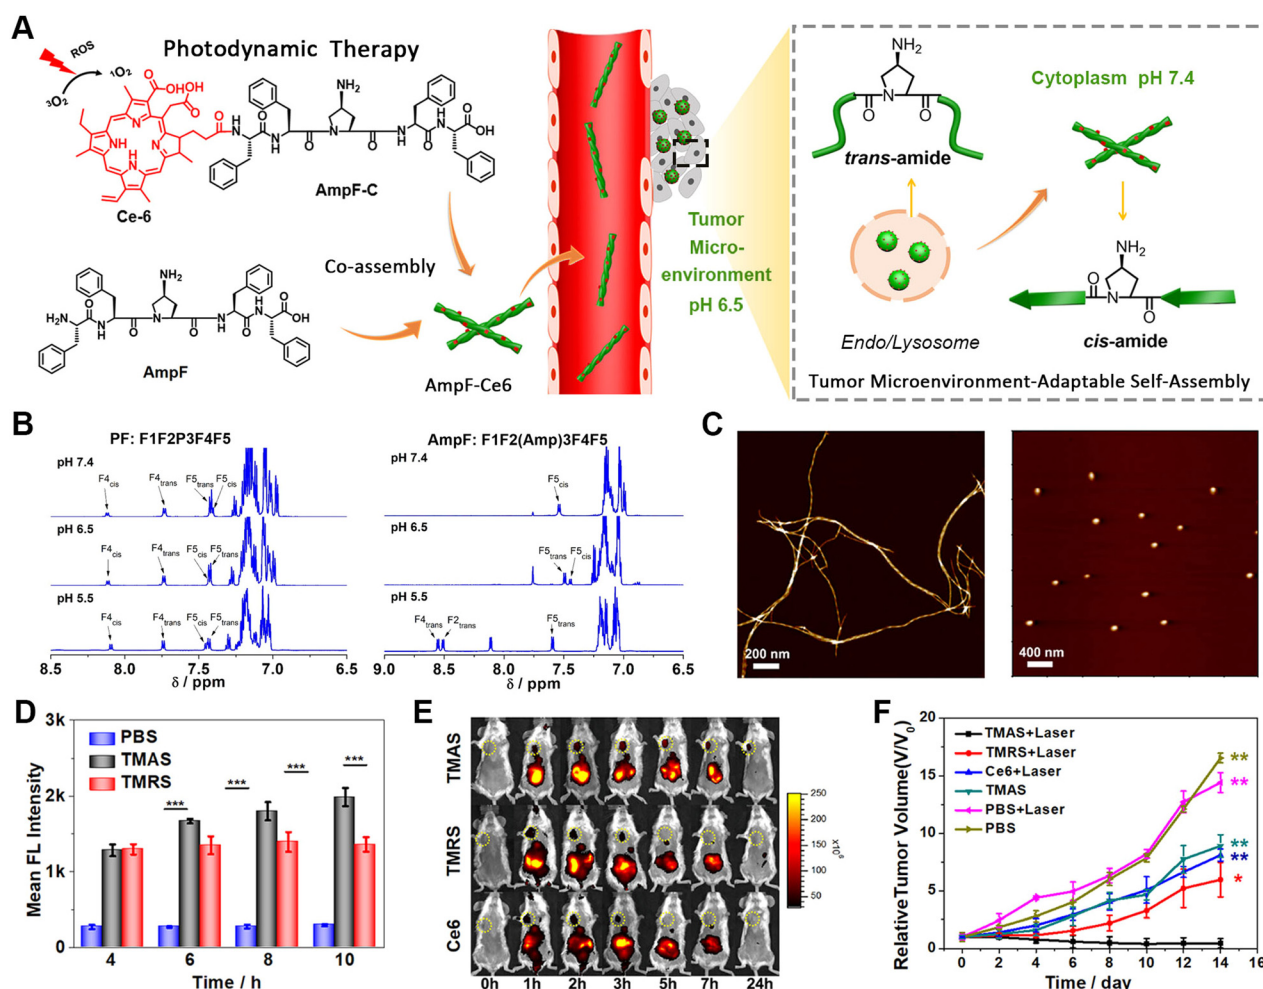 A
ROS
Photodynamic Therapy
1O2
3O2
O
OHOH
O
N
N
NH
H
N
N
O
H
N
O
N
H
O
N
NH2
O
H
N
O
N
H
OH
O
AmpF-C
Ce-6
Co-assembly
H2N
O
H
N
N
H
O
N
NH2
O
H
N
O
N
H
O
OH
AmpF
AmpF-Ce6
Tumor
Micro-
environment
pH 6.5
NH2
O
N
O
trans-amide
Cytoplasm pH 7.4
Endo/Lysosome
NH2
O
N
O
cis-amide
Tumor Microenvironment-Adaptable Self-Assembly
B
PF: F1F2P3F4F5
pH 7.4
F4cis
F4trans
F5trans
F5cis
pH 6.5
F4cis
F4trans
F5cis
F5trans
pH 5.5
F4cis
F4trans
F5cis
F5trans
8.5 8.0 7.5 7.0 6.5
δ / ppm
AmpF: F1F2(Amp)3F4F5
pH 7.4
F4cis
pH 6.5
F5trans
F5cis
pH 5.5
F4trans
F2trans
F5trans
9.0 8.5 8.0 7.5 7.0 6.5
δ / ppm
C
200 nm
400 nm
D
3k
2k
1k
0
Mean FL Intensity
PBS
TMAS
TMRS
***
***
***
***
4 6 8 10
Time / h
E
TMAS
TMRS
Ce6
0h 1h 2h 3h 5h 7h 24h
250
200
150
100
50
x10^6
F
20
15
10
5
0
Relative Tumor Volume(V/V0)
TMAS+Laser
TMRS+Laser
Ce6+Laser
TMAS
PBS+Laser
PBS
**
**
**
**
*
0 2 4 6 8 10 12 14 16
Time / day